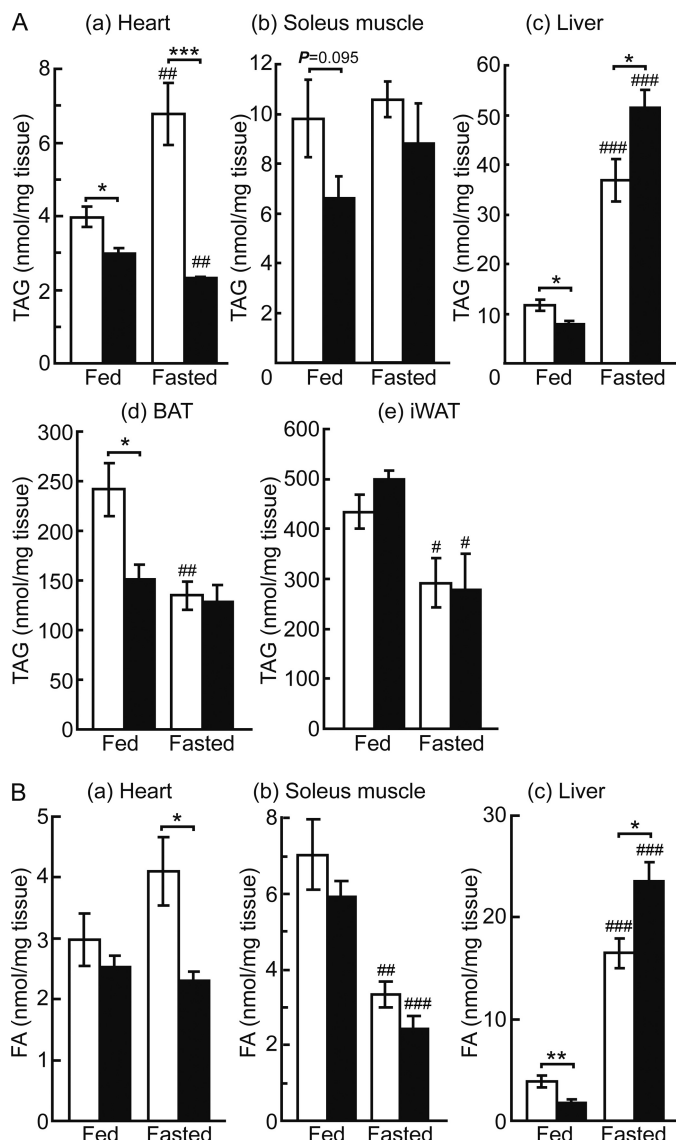 A
(a) Heart
(b) Soleus muscle
(c) Liver
TAG (nmol/mg tissue)
8
6
4
2
0
*
##
***
##
Fed Fasted
TAG (nmol/mg tissue)
12
10
8
6
4
2
0
P=0.095
Fed Fasted
TAG (nmol/mg tissue)
60
50
40
30
20
10
0
*
###
*
###
Fed Fasted
(d) BAT
(e) iWAT
TAG (nmol/mg tissue)
300
250
200
150
100
50
0
*
##
Fed Fasted
TAG (nmol/mg tissue)
600
500
400
300
200
100
0
#
#
Fed Fasted
B
(a) Heart
(b) Soleus muscle
(c) Liver
FA (nmol/mg tissue)
5
4
3
2
1
0
*
Fed Fasted
FA (nmol/mg tissue)
8
6
4
2
0
##
###
Fed Fasted
FA (nmol/mg tissue)
30
20
10
0
**
###
*
###
Fed Fasted